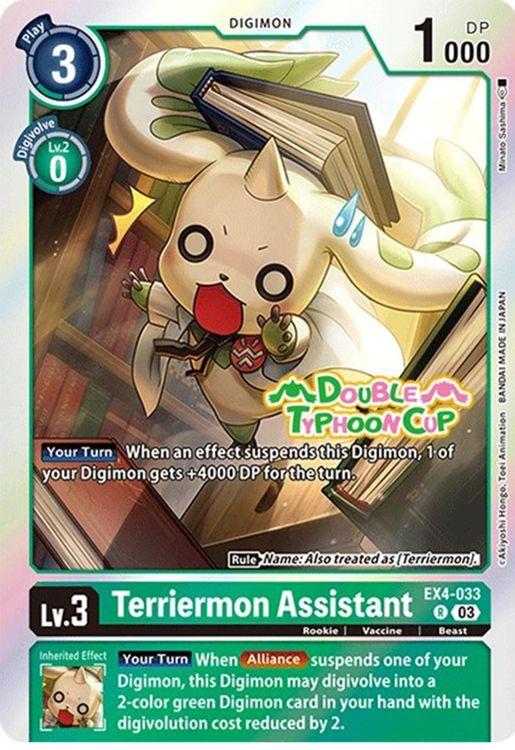 Play
3
DIGIMON
1000
DP
Digivolve
Lv.2
0
Minato Sashima
DOUBLE
TYPHOON CUP
Your Turn When an effect suspends this Digimon, 1 of
your Digimon gets +4000 DP for the turn.
Rule Name: Also treated as [Terriermon].
©Akiyoshi Hongo, Toei Animation BANDAI MADE IN JAPAN
Lv.3
Terriermon Assistant
EX4-033
R 03
Rookie | Vaccine | Beast
Inherited Effect
Your Turn When Alliance suspends one of your
Digimon, this Digimon may digivolve into a
2-color green Digimon card in your hand with the
digivolution cost reduced by 2.